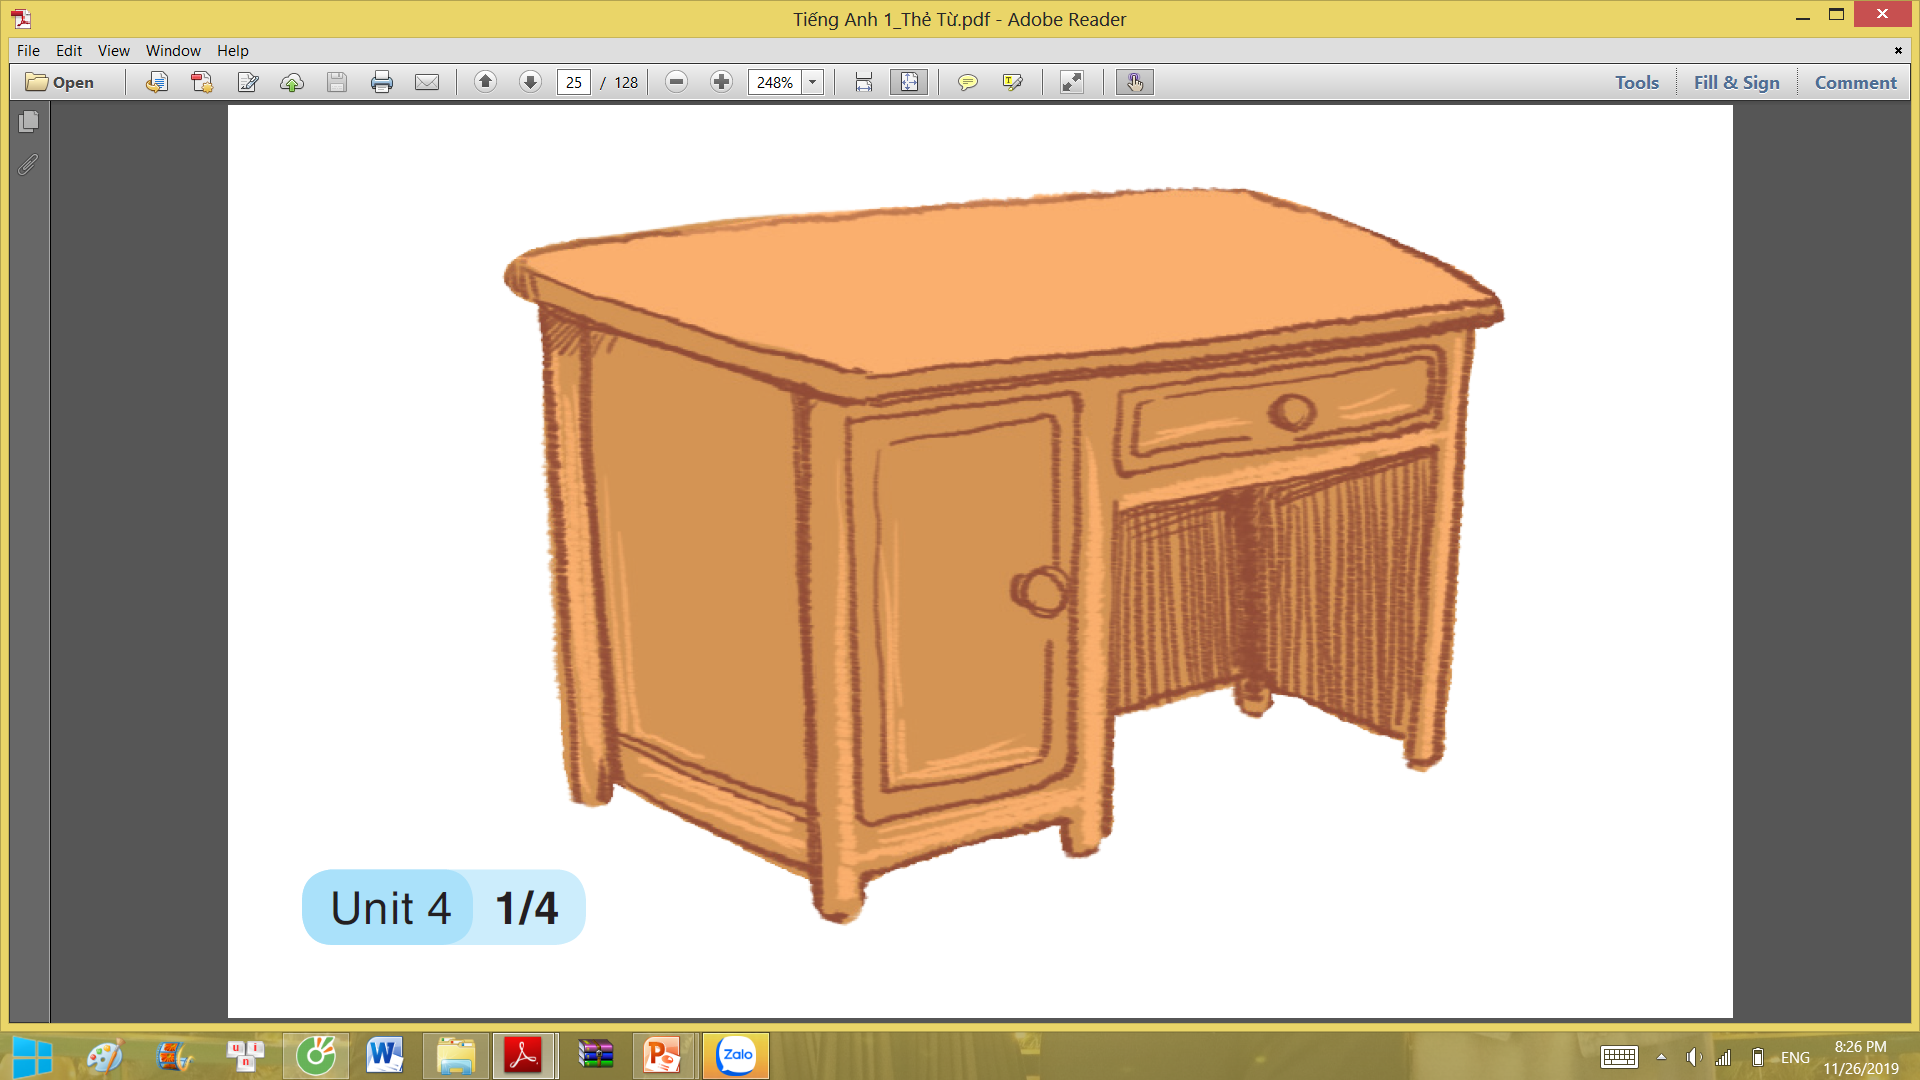 Tiếng Anh 1_Thẻ Từ.pdf - Adobe Reader
File Edit View Window Help
Open 25 / 128 248% Tools Fill & Sign Comment
Unit 4 1/4
u i n
W
P
Zalo
ENG
8:26 PM
11/26/2019